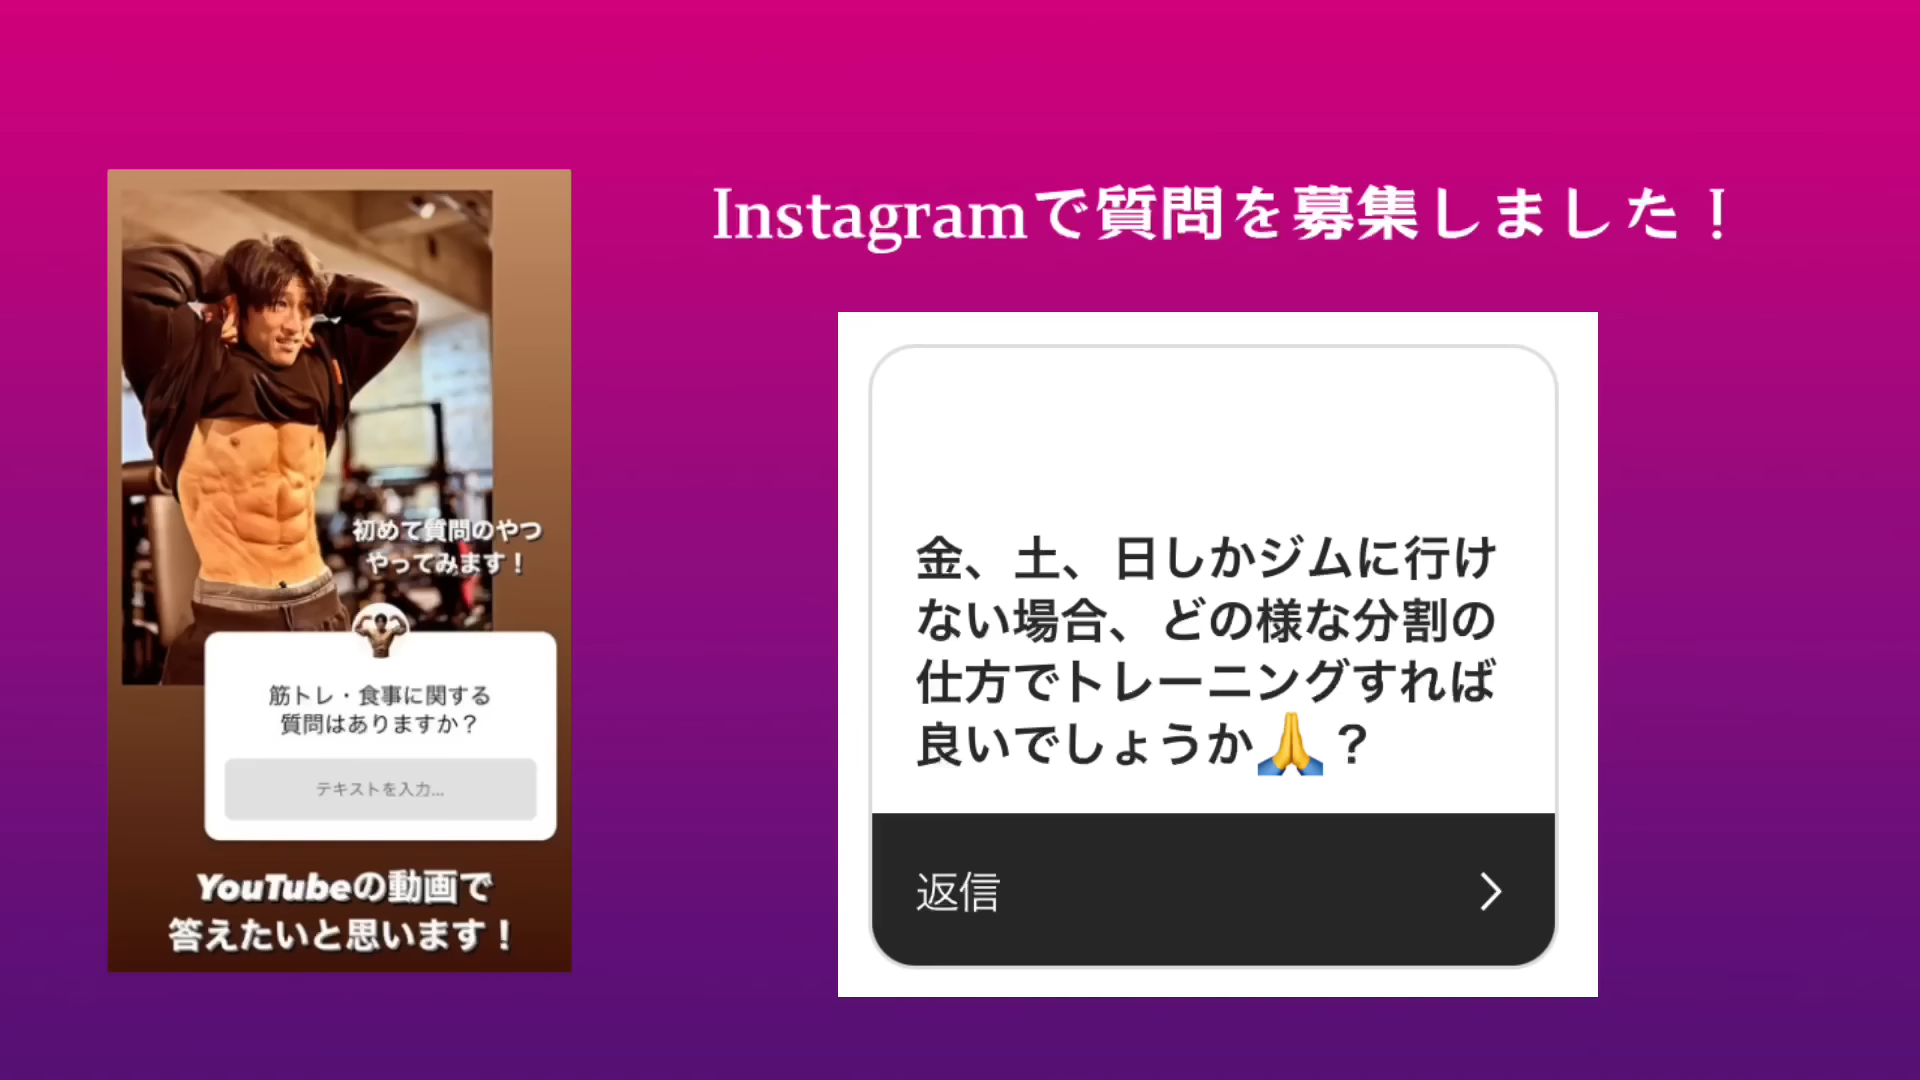 Instagramで質問を募集しました！
初めて質問のやつ
やってみます！
筋トレ・食事に関する
質問はありますか？
テキストを入力...
YouTubeの動画で
答えたいと思います！
金、土、日しかジムに行け
ない場合、どの様な分割の
仕方でトレーニングすれば
良いでしょうか🙏？
返信